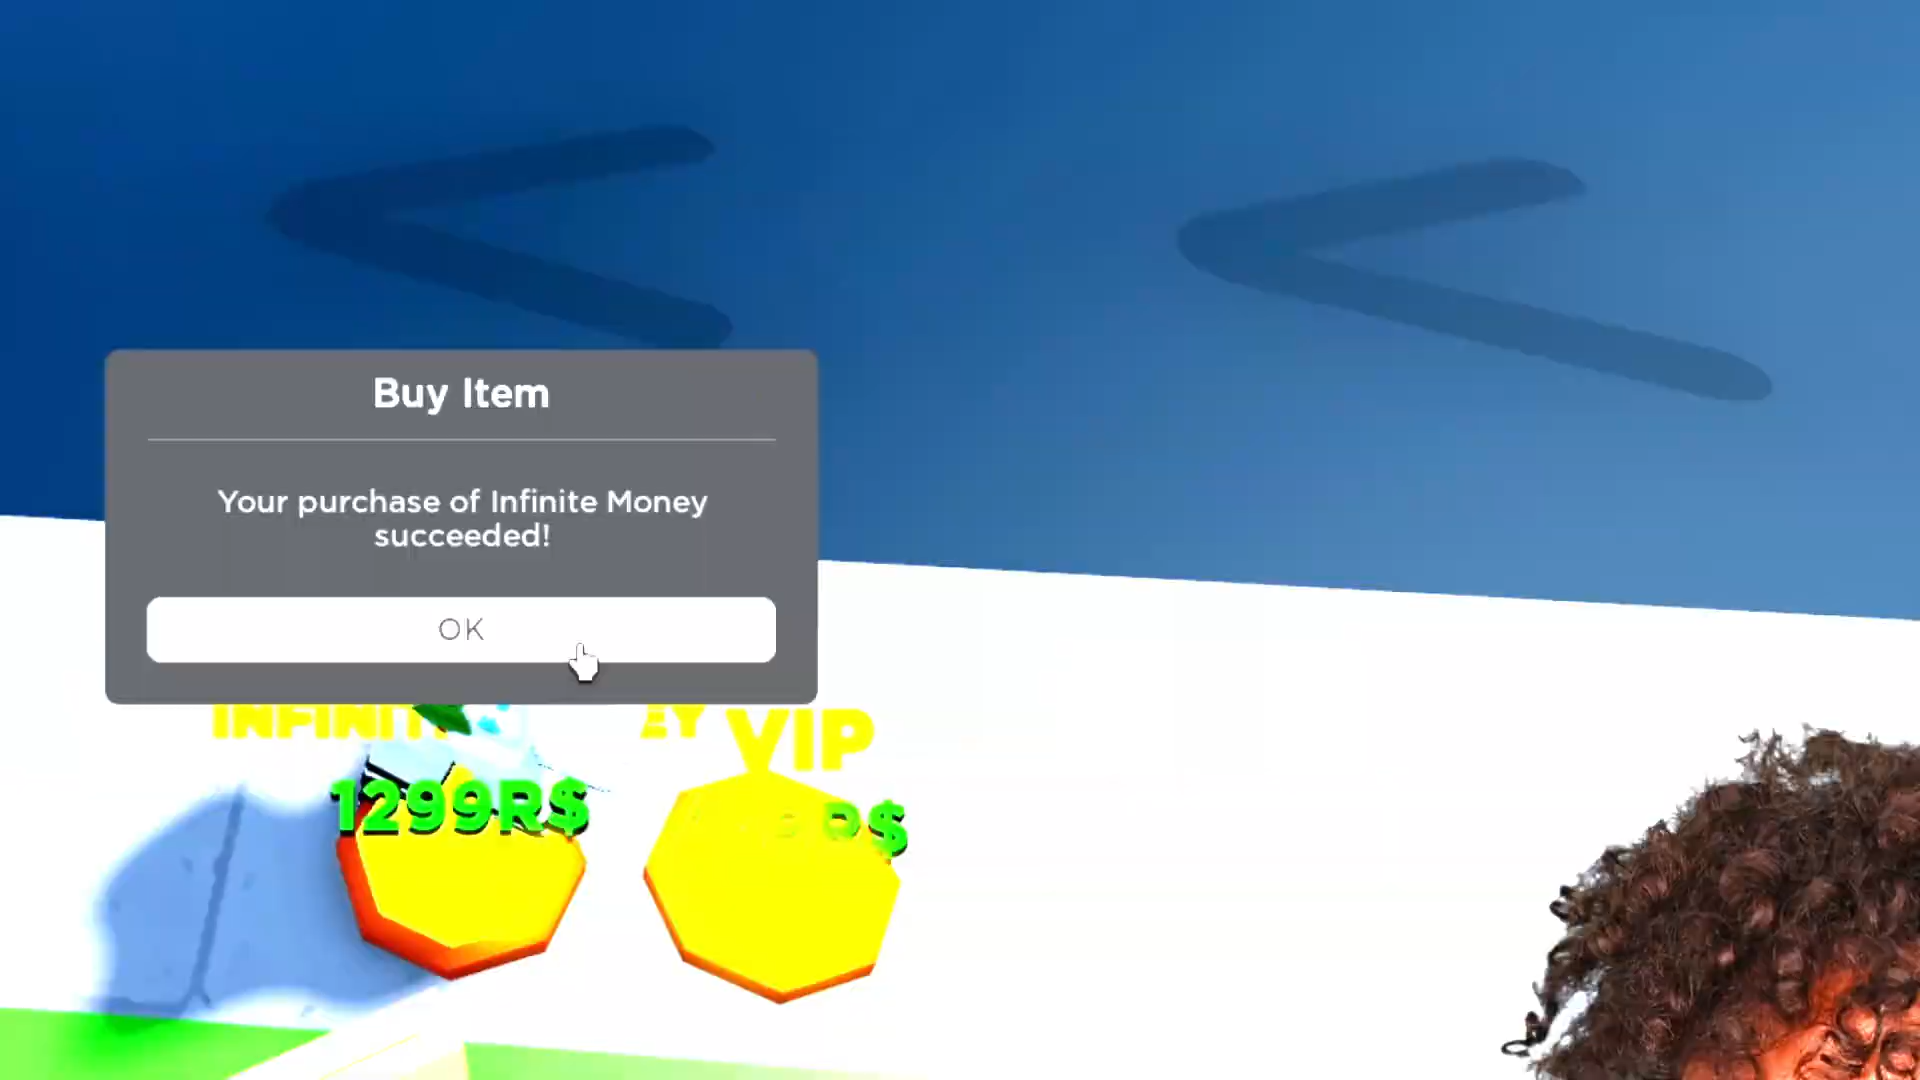 Buy Item
Your purchase of Infinite Money
succeeded!
OK
VIP
1299R$
R$